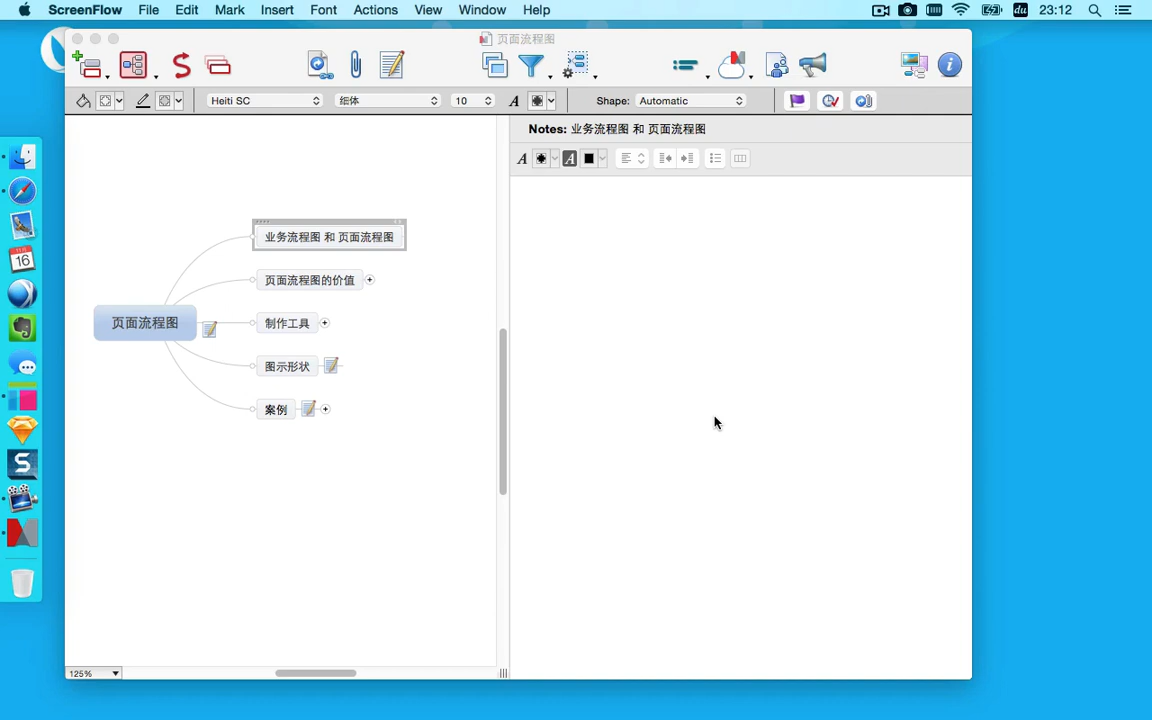 ScreenFlow File Edit Mark Insert Font Actions View Window Help du 23:12
页面流程图
Heiti SC 细体 10 A Shape: Automatic
Notes: 业务流程图 和 页面流程图
A A
业务流程图 和 页面流程图
页面流程图的价值
页面流程图
制作工具
图示形状
案例
16
S
125%